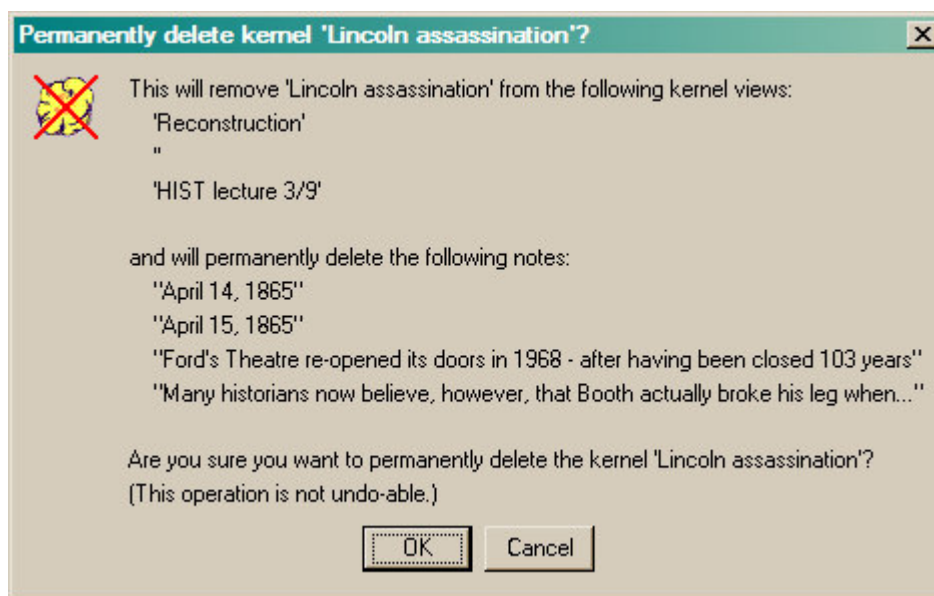 Permanently delete kernel 'Lincoln assassination'?
This will remove 'Lincoln assassination' from the following kernel views:
'Reconstruction'
''
'HIST lecture 3/9'
and will permanently delete the following notes:
"April 14, 1865"
"April 15, 1865"
"Ford's Theatre re-opened its doors in 1968 - after having been closed 103 years"
"Many historians now believe, however, that Booth actually broke his leg when..."
Are you sure you want to permanently delete the kernel 'Lincoln assassination'?
(This operation is not undo-able.)
OK Cancel